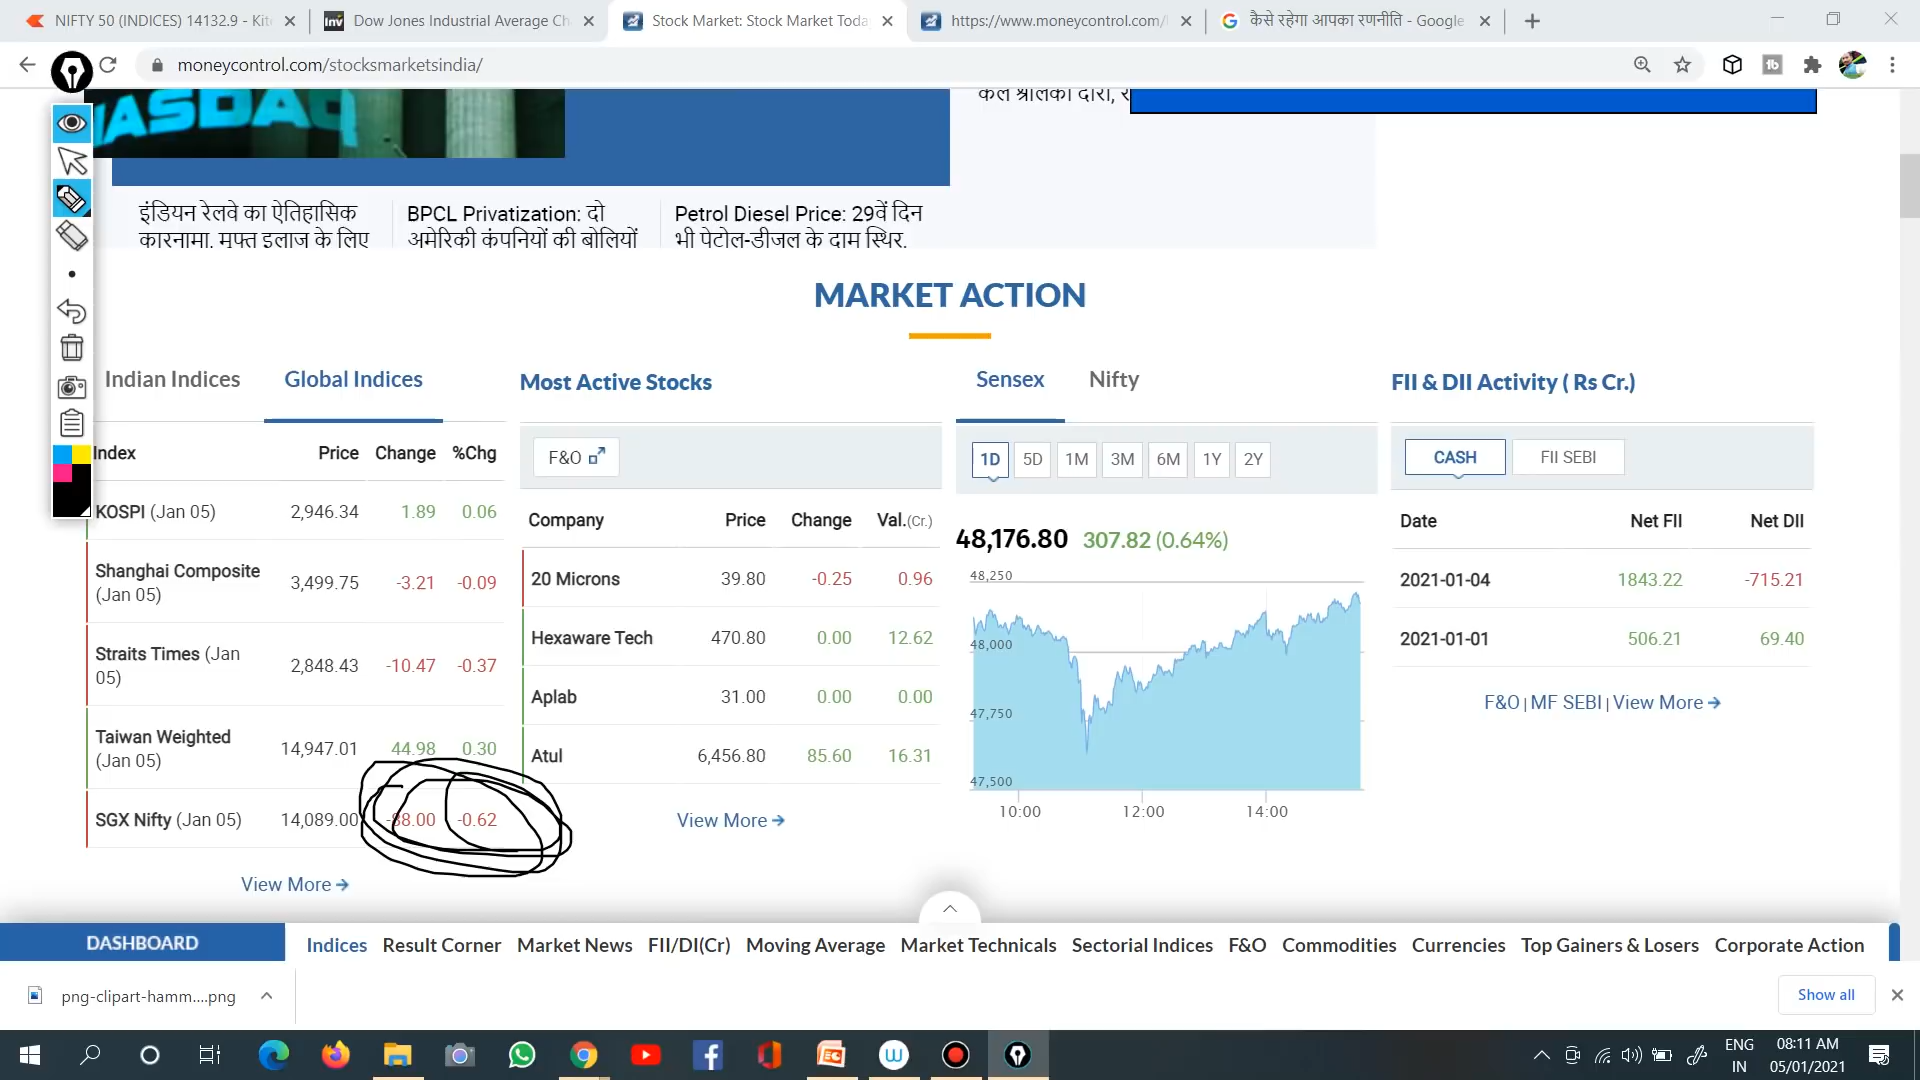 NIFTY 50 (INDICES) 14132.9 - Kite
Dow Jones Industrial Average Ch
Stock Market: Stock Market Toda
https://www.moneycontrol.com/
कैसे रहेगा आपका रणनीति - Google
moneycontrol.com/stocksmarketsindia/
NASDAQ
इंडियन रेलवे का ऐतिहासिक
कारनामा, मुफ्त इलाज के लिए
BPCL Privatization: दो
अमेरिकी कंपनियों की बोलियों
Petrol Diesel Price: 29वें दिन
भी पेट्रोल-डीजल के दाम स्थिर,
MARKET ACTION
Indian Indices
Global Indices
Index Price Change %Chg
KOSPI (Jan 05) 2,946.34 1.89 0.06
Shanghai Composite
(Jan 05) 3,499.75 -3.21 -0.09
Straits Times (Jan
05) 2,848.43 -10.47 -0.37
Taiwan Weighted
(Jan 05) 14,947.01 44.98 0.30
SGX Nifty (Jan 05) 14,089.00 -88.00 -0.62
View More
Most Active Stocks
F&O
Company Price Change Val.(Cr.)
20 Microns 39.80 -0.25 0.96
Hexaware Tech 470.80 0.00 12.62
Aplab 31.00 0.00 0.00
Atul 6,456.80 85.60 16.31
View More
Sensex Nifty
1D 5D 1M 3M 6M 1Y 2Y
48,176.80 307.82 (0.64%)
48,250
48,000
47,750
47,500
10:00 12:00 14:00
FII & DII Activity ( Rs Cr.)
CASH FII SEBI
Date Net FII Net DII
2021-01-04 1843.22 -715.21
2021-01-01 506.21 69.40
F&O | MF SEBI | View More
DASHBOARD Indices Result Corner Market News FII/DI(Cr) Moving Average Market Technicals Sectorial Indices F&O Commodities Currencies Top Gainers & Losers Corporate Action
png-clipart-hamm....png
Show all
ENG
IN
08:11 AM
05/01/2021